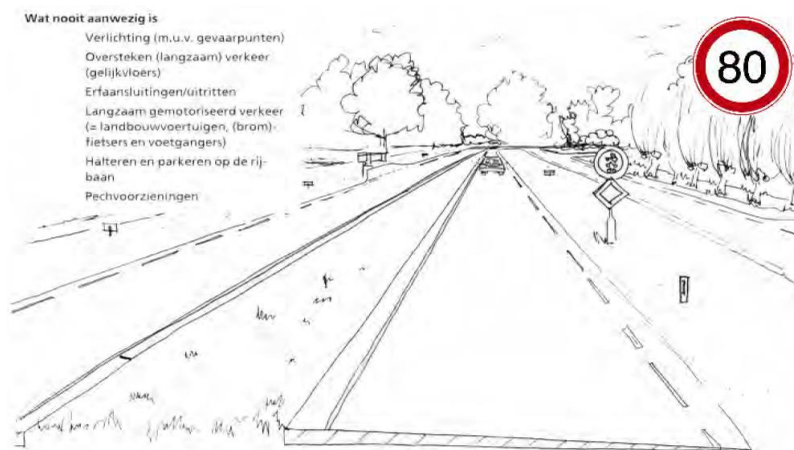 Wat nooit aanwezig is
Verlichting (m.u.v. gevaarpunten)
Oversteken (langzaam) verkeer
(gelijkvloers)
Erfaansluitingen/uitritten
Langzaam gemotoriseerd verkeer
(= landbouwvoertuigen, (brom)-
fietsers en voetgangers)
Halteren en parkeren op de rij-
baan
Pechvoorzieningen
80